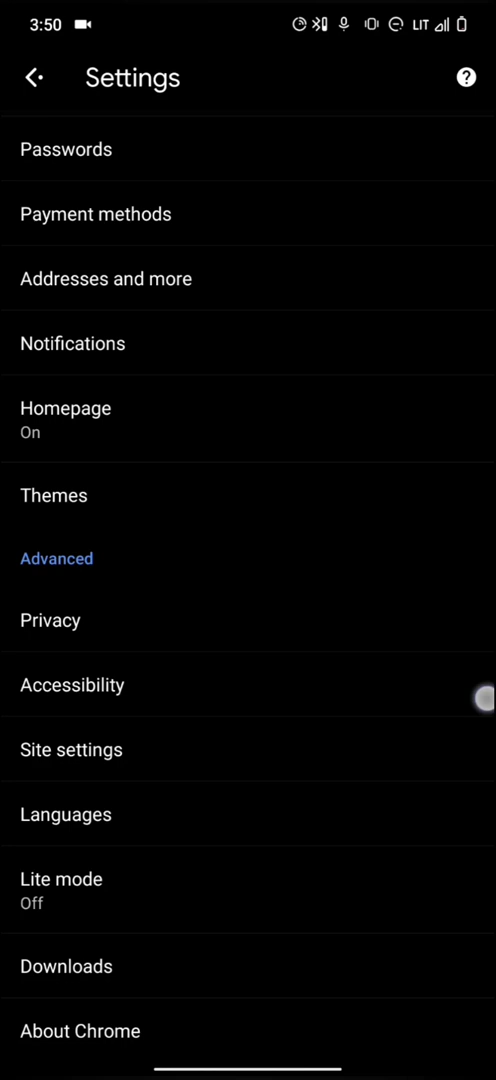 3:50 LIT
Settings
Passwords
Payment methods
Addresses and more
Notifications
Homepage
On
Themes
Advanced
Privacy
Accessibility
Site settings
Languages
Lite mode
Off
Downloads
About Chrome